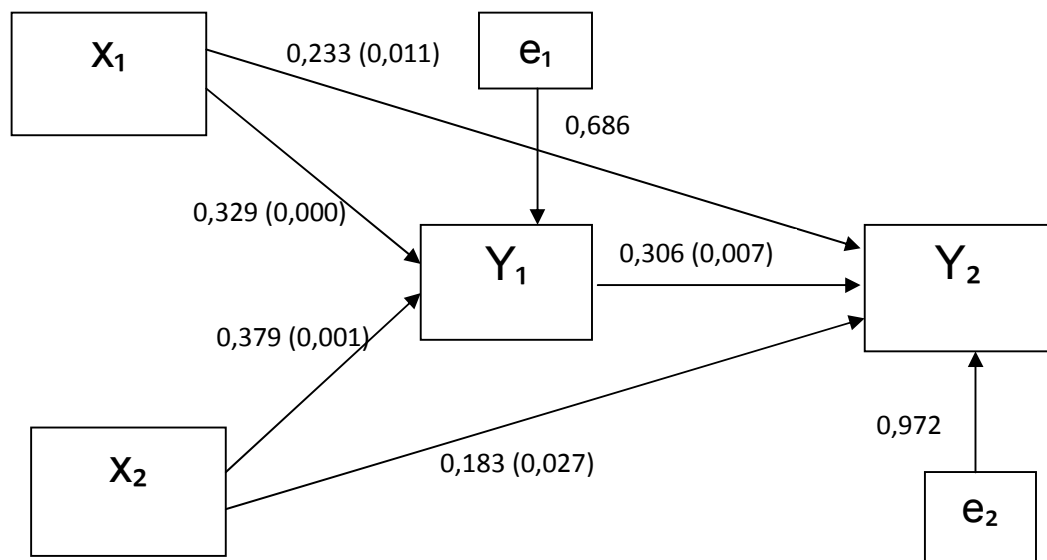 x₁
e₁
0,233 (0,011)
0,686
0,329 (0,000)
Y₁
0,306 (0,007)
Y₂
0,379 (0,001)
0,972
x₂
0,183 (0,027)
e₂